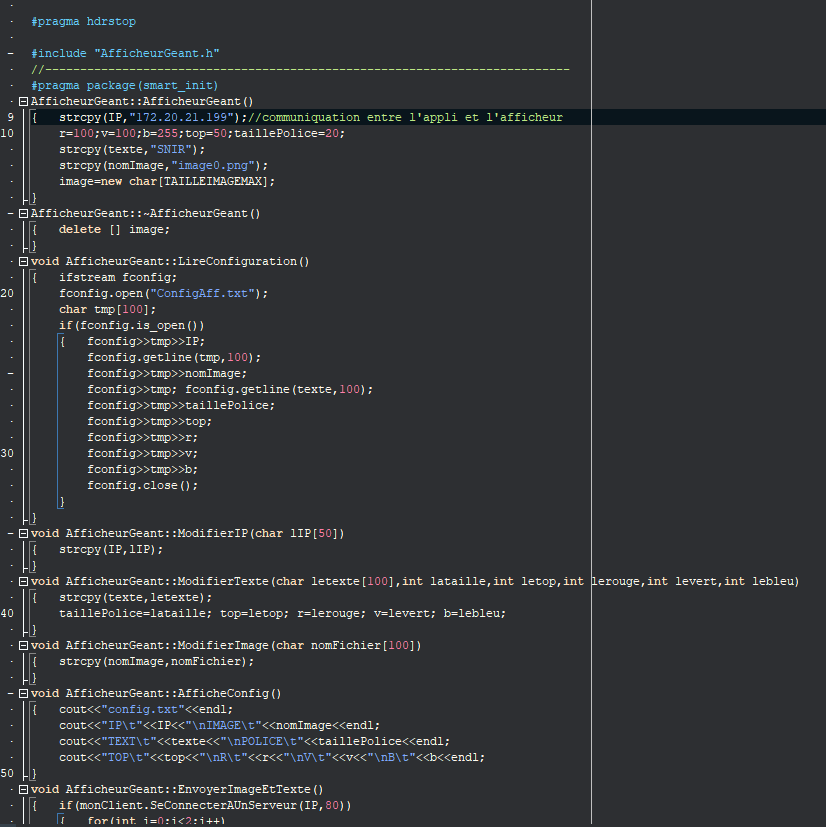 #pragma hdrstop
#include "AfficheurGeant.h"
//---------------------------------------------------------------------------
#pragma package(smart_init)
AfficheurGeant::AfficheurGeant()
9 { strcpy(IP,"172.20.21.199");//communiquation entre l'appli et l'afficheur
10 r=100;v=100;b=255;top=50;taillePolice=20;
strcpy(texte,"SNIR");
strcpy(nomImage,"image0.png");
image=new char[TAILLEIMAGEMAX];
}
AfficheurGeant::~AfficheurGeant()
{ delete [] image;
}
void AfficheurGeant::LireConfiguration()
{ ifstream fconfig;
20 fconfig.open("ConfigAff.txt");
char tmp[100];
if(fconfig.is_open())
{ fconfig>>tmp>>IP;
fconfig.getline(tmp,100);
fconfig>>tmp>>nomImage;
fconfig>>tmp; fconfig.getline(texte,100);
fconfig>>tmp>>taillePolice;
fconfig>>tmp>>top;
fconfig>>tmp>>r;
30 fconfig>>tmp>>v;
fconfig>>tmp>>b;
fconfig.close();
}
}
void AfficheurGeant::ModifierIP(char lIP[50])
{ strcpy(IP,lIP);
}
void AfficheurGeant::ModifierTexte(char letexte[100],int lataille,int letop,int lerouge,int levert,int lebleu)
{ strcpy(texte,letexte);
40 taillePolice=lataille; top=letop; r=lerouge; v=levert; b=lebleu;
}
void AfficheurGeant::ModifierImage(char nomFichier[100])
{ strcpy(nomImage,nomFichier);
}
void AfficheurGeant::AfficheConfig()
{ cout<<"config.txt"<<endl;
cout<<"IP\t"<<IP<<"\nIMAGE\t"<<nomImage<<endl;
cout<<"TEXT\t"<<texte<<"\nPOLICE\t"<<taillePolice<<endl;
cout<<"TOP\t"<<top<<"\nR\t"<<r<<"\nV\t"<<v<<"\nB\t"<<b<<endl;
50 }
void AfficheurGeant::EnvoyerImageEtTexte()
{ if(monClient.SeConnecterAUnServeur(IP,80))
{ for(int i=0;i<2;i++)